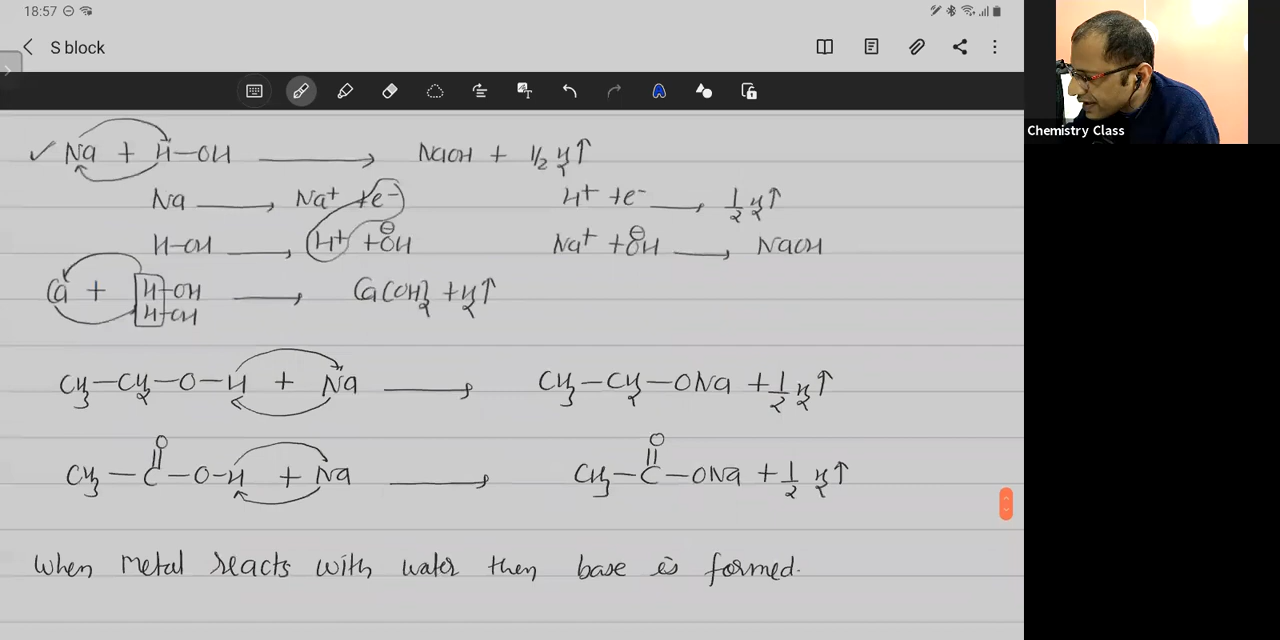 18:57
S block
Chemistry Class
Na + H-OH ⟶ NaOH + 1/2 H₂↑
Na ⟶ Na⁺ + e⁻ H⁺ + e⁻ ⟶ 1/2 H₂↑
H-OH ⟶ H⁺ + ⊖OH Na⁺ + ⊖OH ⟶ NaOH
Ca + H-OH ⟶ Ca(OH)₂ + H₂↑
H-OH
CH₃-CH₂-O-H + Na ⟶ CH₃-CH₂-ONa + 1/2 H₂↑
O O
CH₃-C-O-H + Na ⟶ CH₃-C-ONa + 1/2 H₂↑
When metal reacts with water then base is formed.